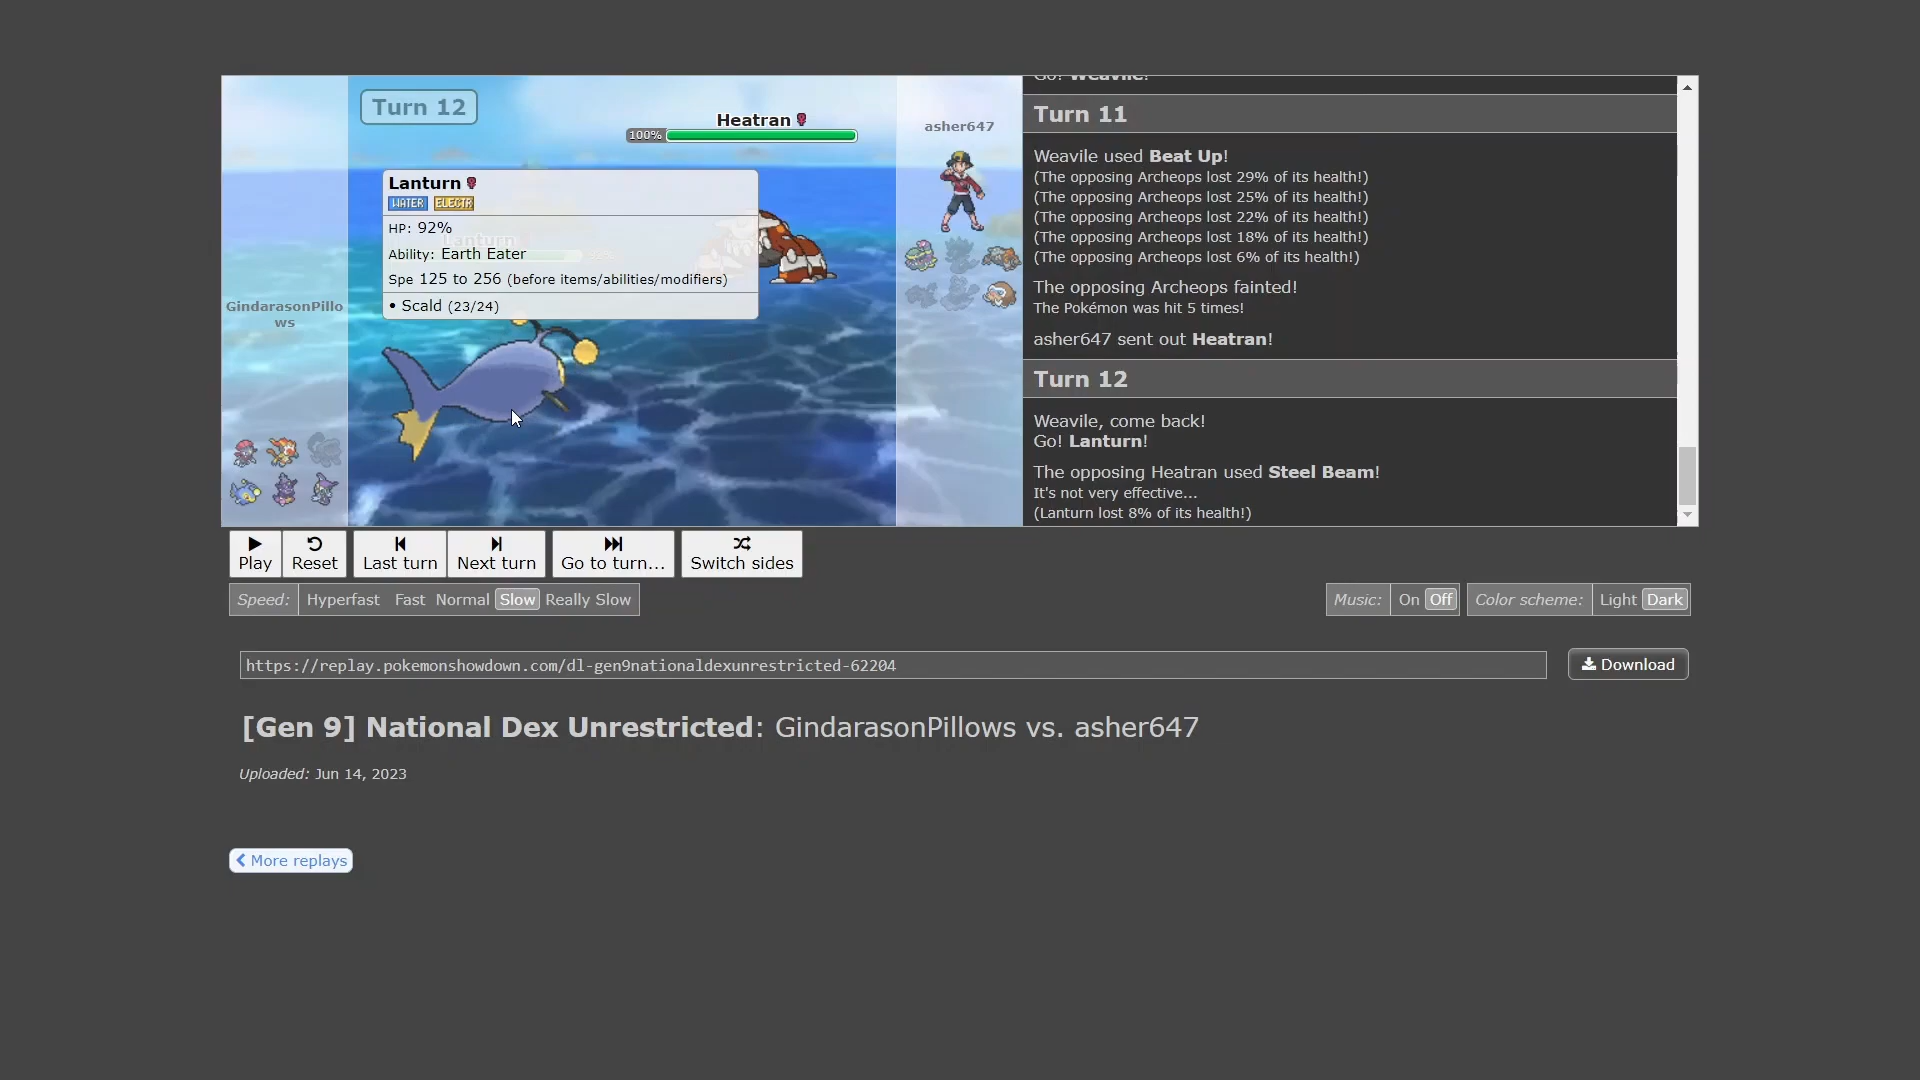 Turn 12
Heatran
100%
asher647
Lanturn
WATER ELECTR
HP: 92%
Ability: Earth Eater
Spe 125 to 256 (before items/abilities/modifiers)
• Scald (23/24)
GindarasonPillo
ws
Go! Weavile!
Turn 11
Weavile used Beat Up!
(The opposing Archeops lost 29% of its health!)
(The opposing Archeops lost 25% of its health!)
(The opposing Archeops lost 22% of its health!)
(The opposing Archeops lost 18% of its health!)
(The opposing Archeops lost 6% of its health!)
The opposing Archeops fainted!
The Pokémon was hit 5 times!
asher647 sent out Heatran!
Turn 12
Weavile, come back!
Go! Lanturn!
The opposing Heatran used Steel Beam!
It's not very effective...
(Lanturn lost 8% of its health!)
Play Reset Last turn Next turn Go to turn... Switch sides
Speed: Hyperfast Fast Normal Slow Really Slow
Music: On Off Color scheme: Light Dark
https://replay.pokemonshowdown.com/dl-gen9nationaldexunrestricted-62204
Download
[Gen 9] National Dex Unrestricted: GindarasonPillows vs. asher647
Uploaded: Jun 14, 2023
More replays